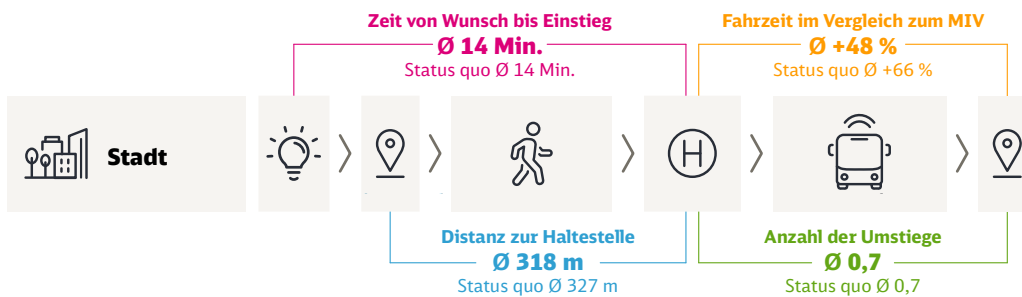 Zeit von Wunsch bis Einstieg
Ø 14 Min.
Status quo Ø 14 Min.
Fahrzeit im Vergleich zum MIV
Ø +48 %
Status quo Ø +66 %
Stadt
H
Distanz zur Haltestelle
Ø 318 m
Status quo Ø 327 m
Anzahl der Umstiege
Ø 0,7
Status quo Ø 0,7